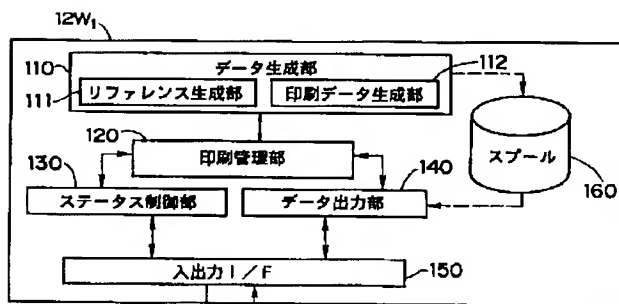 12W₁
110
データ生成部
112
111
リファレンス生成部
印刷データ生成部
120
印刷管理部
130
140
スプール
160
ステータス制御部
データ出力部
入出力I/F
150